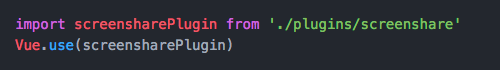 import screensharePlugin from './plugins/screenshare'
Vue.use(screensharePlugin)